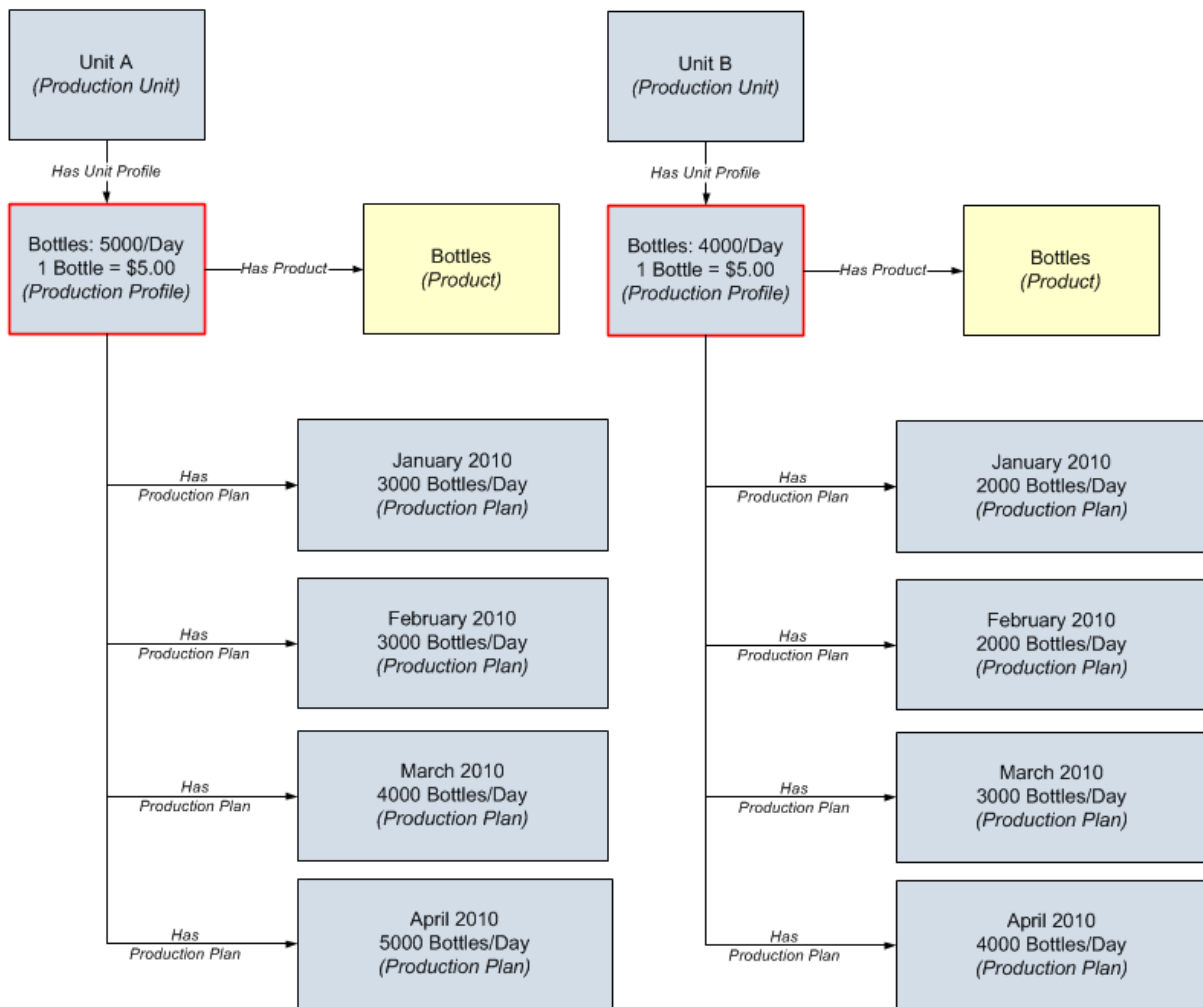 Unit A
(Production Unit)
Has Unit Profile
Bottles: 5000/Day
1 Bottle = $5.00
(Production Profile)
Has Product
Bottles
(Product)
Has
Production Plan
January 2010
3000 Bottles/Day
(Production Plan)
Has
Production Plan
February 2010
3000 Bottles/Day
(Production Plan)
Has
Production Plan
March 2010
4000 Bottles/Day
(Production Plan)
Has
Production Plan
April 2010
5000 Bottles/Day
(Production Plan)
Unit B
(Production Unit)
Has Unit Profile
Bottles: 4000/Day
1 Bottle = $5.00
(Production Profile)
Has Product
Bottles
(Product)
Has
Production Plan
January 2010
2000 Bottles/Day
(Production Plan)
Has
Production Plan
February 2010
2000 Bottles/Day
(Production Plan)
Has
Production Plan
March 2010
3000 Bottles/Day
(Production Plan)
Has
Production Plan
April 2010
4000 Bottles/Day
(Production Plan)